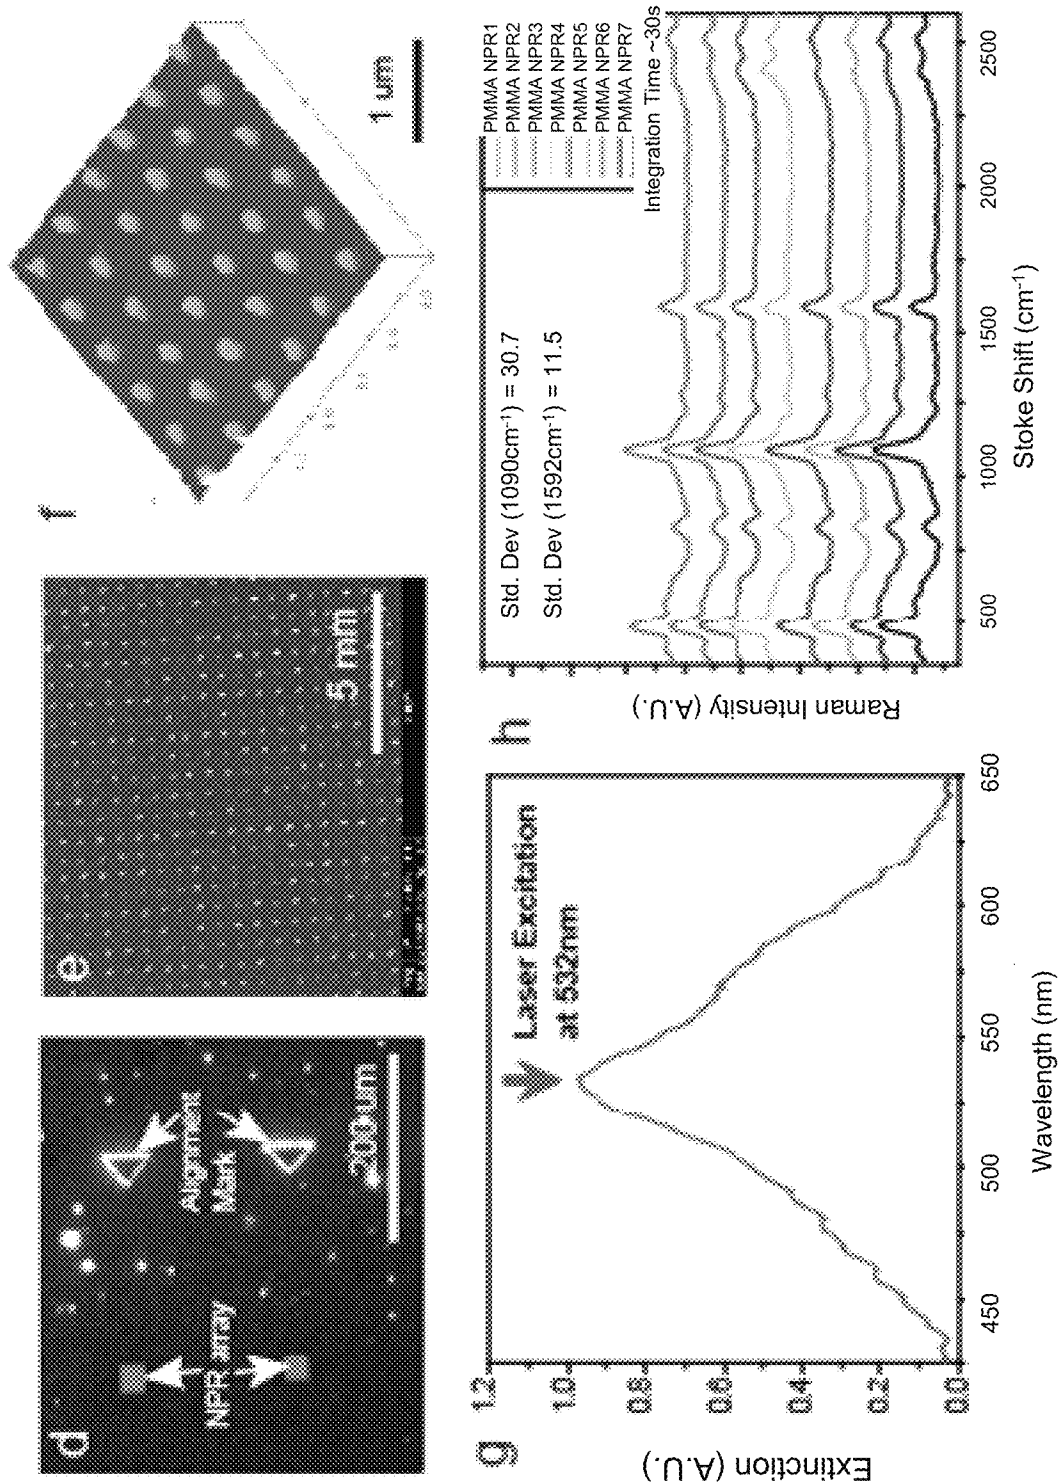 d
NPR array
Alignment
Mark
200 um
e
5 mm
f
1 um
g
Extinction (A.U.)
1.2
1.0
0.8
0.6
0.4
0.2
0.0
Laser Excitation
at 532nm
450
500
550
600
650
Wavelength (nm)
h
Raman Intensity (A.U.)
Std. Dev (1090cm⁻¹) = 30.7
Std. Dev (1592cm⁻¹) = 11.5
PMMA NPR1
PMMA NPR2
PMMA NPR3
PMMA NPR4
PMMA NPR5
PMMA NPR6
PMMA NPR7
Integration Time ~30s
500
1000
1500
2000
2500
Stoke Shift (cm⁻¹)